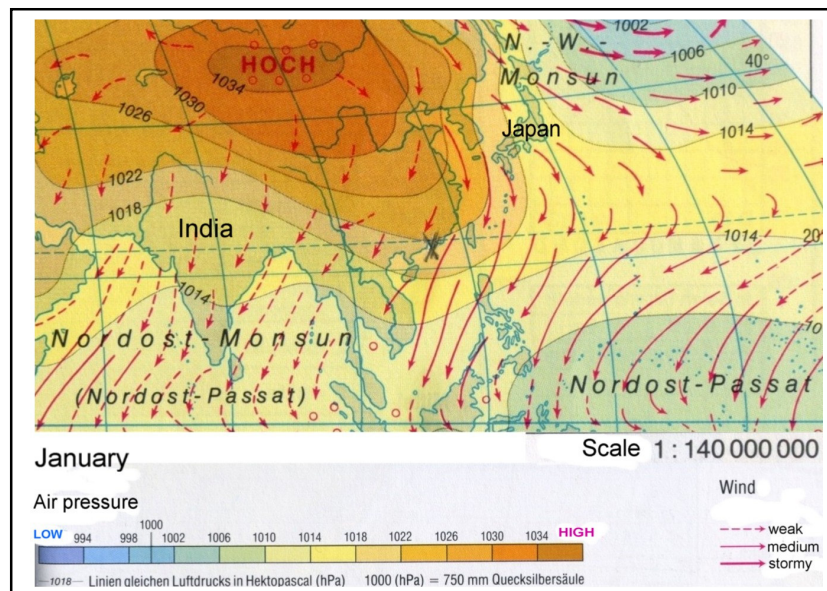 1002
N.-W.-
Monsun
1006
40°
1010
HOCH
1034
1030
1026
Japan
1014
1022
1018
India
1014
20°
1014
10
Nordost-Monsun
(Nordost-Passat)
Nordost-Passat
January
Scale 1 : 140 000 000
Air pressure
Wind
LOW
994
998
1000
1002
1006
1010
1014
1018
1022
1026
1030
1034
HIGH
weak
medium
stormy
1018
Linien gleichen Luftdrucks in Hektopascal (hPa) 1000 (hPa) = 750 mm Quecksilbersäule